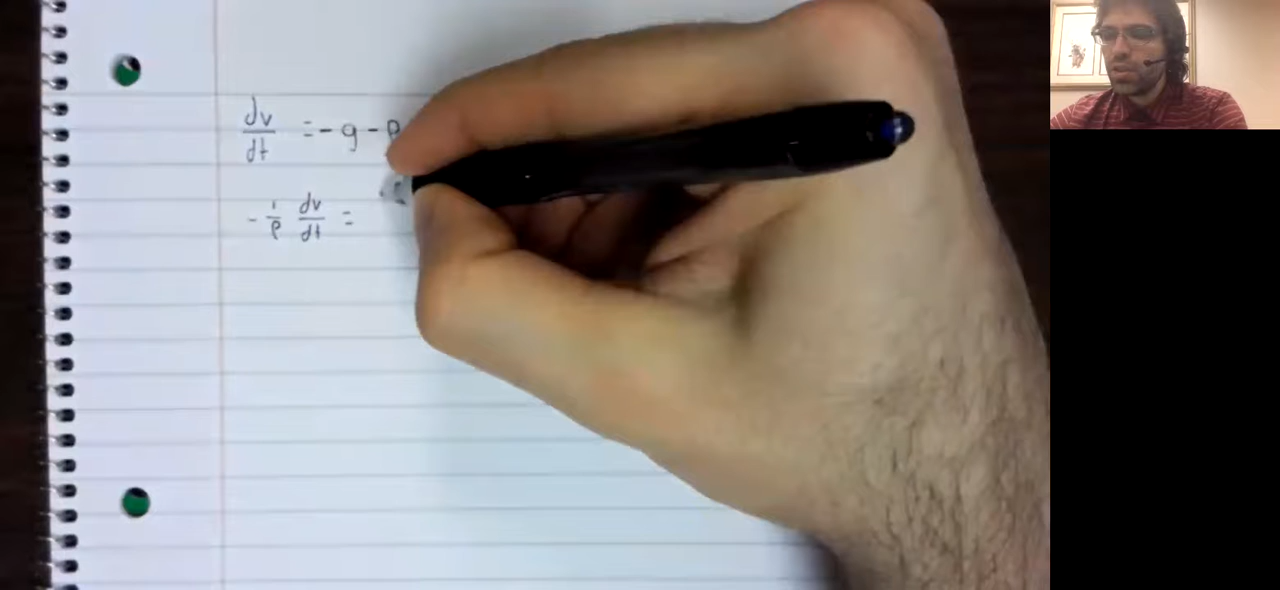 dv/dt = - g - ρ
- 1/ρ dv/dt =